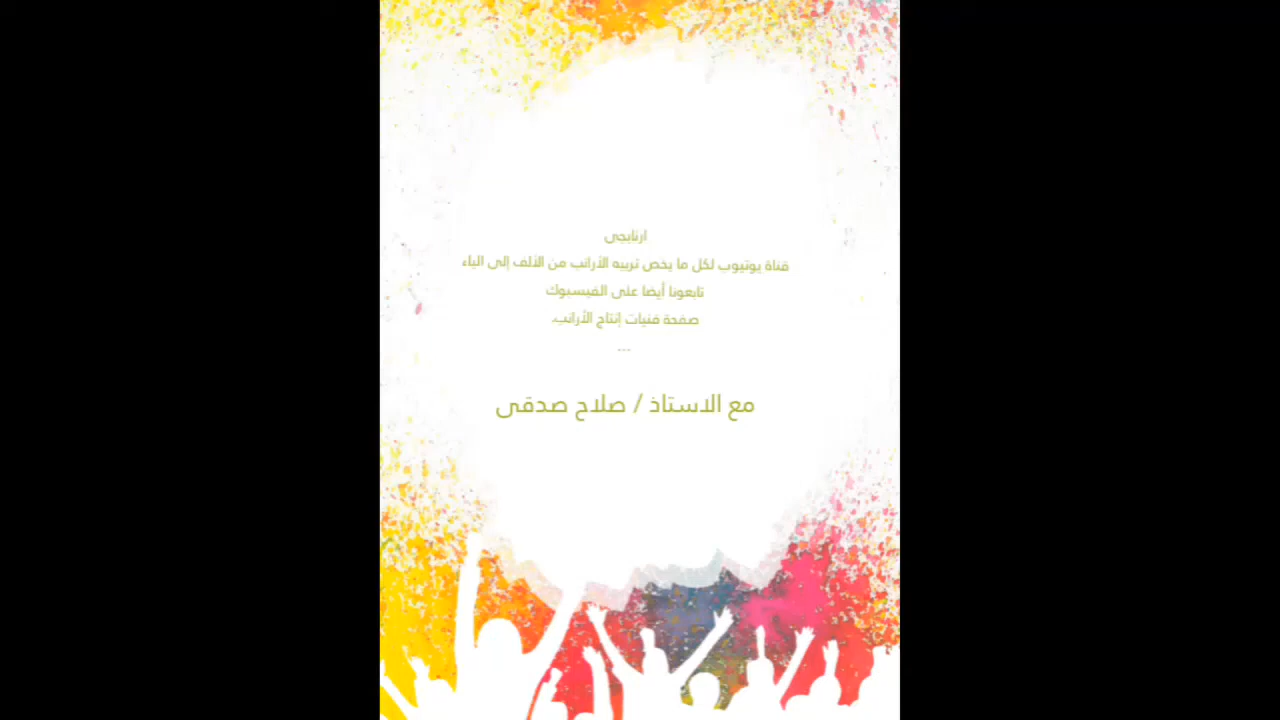 ارنابجى
قناة يوتيوب لكل ما يخص تربيه الأرانب من الألف إلى الياء
تابعونا أيضا على الفيسبوك
صفحة فنيات إنتاج الأرانب.
---
مع الاستاذ / صلاح صدقى